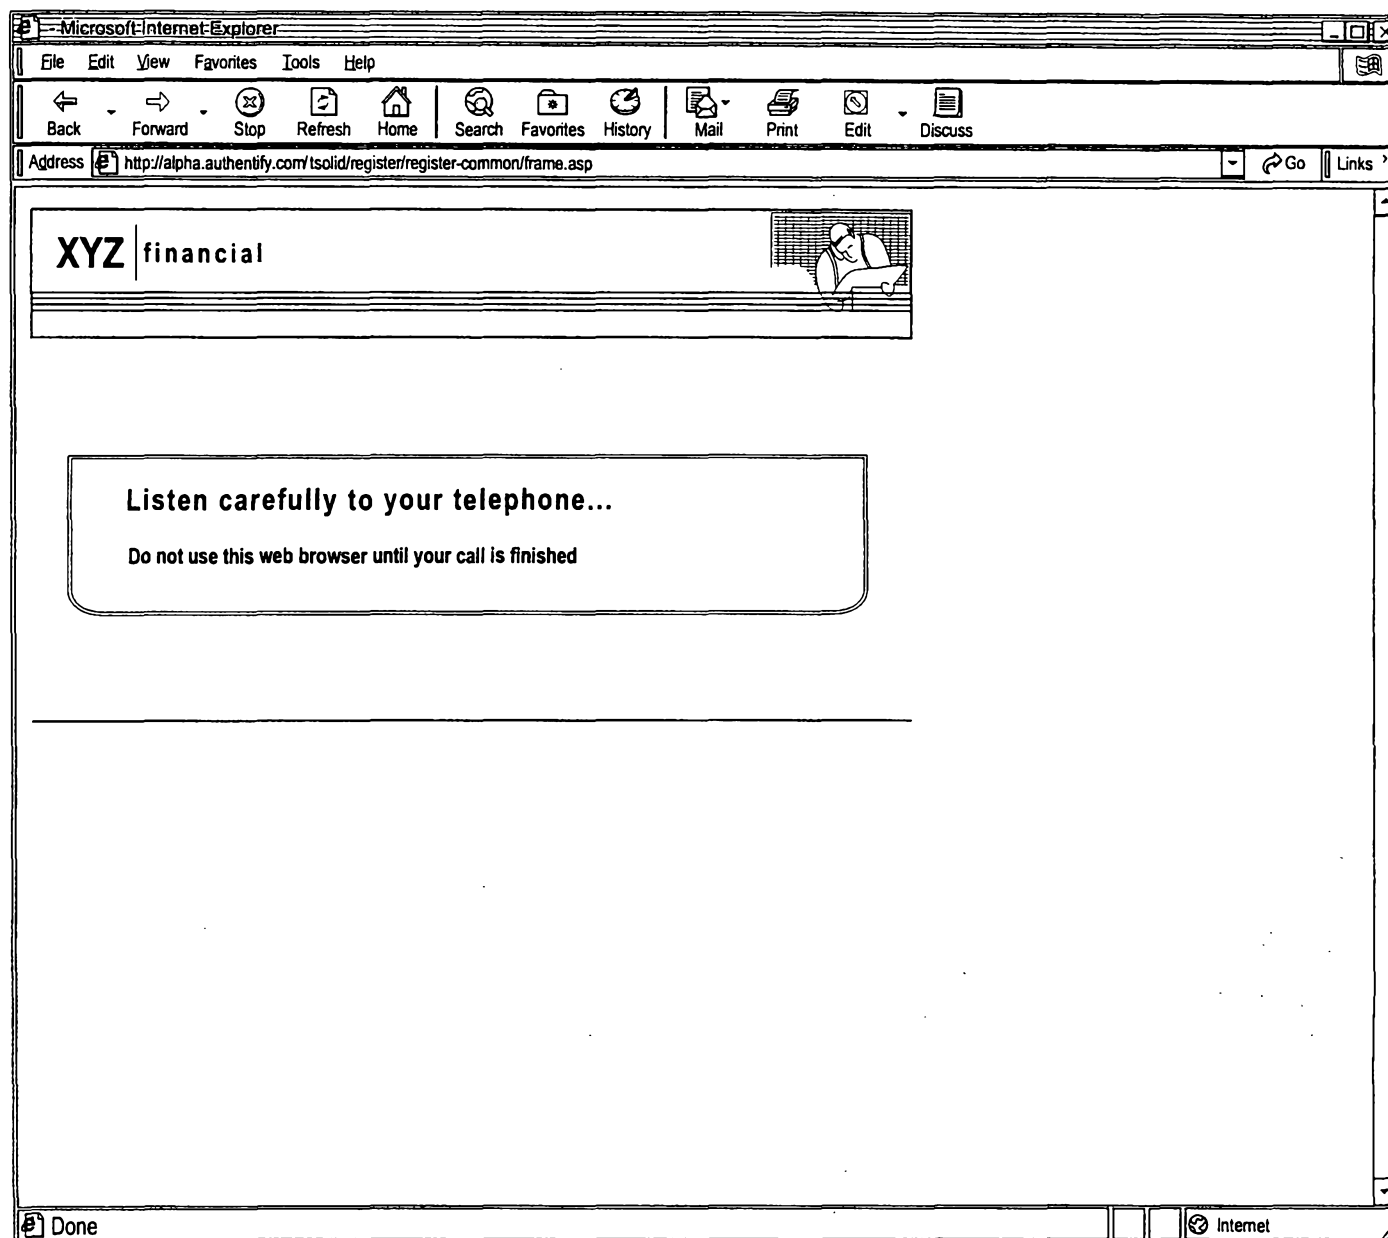 - Microsoft Internet Explorer
File Edit View Favorites Tools Help
Back Forward Stop Refresh Home Search Favorites History Mail Print Edit Discuss
Address http://alpha.authentify.com/tsolid/register/register-common/frame.asp Go Links
XYZ financial
Listen carefully to your telephone...
Do not use this web browser until your call is finished
Done Internet